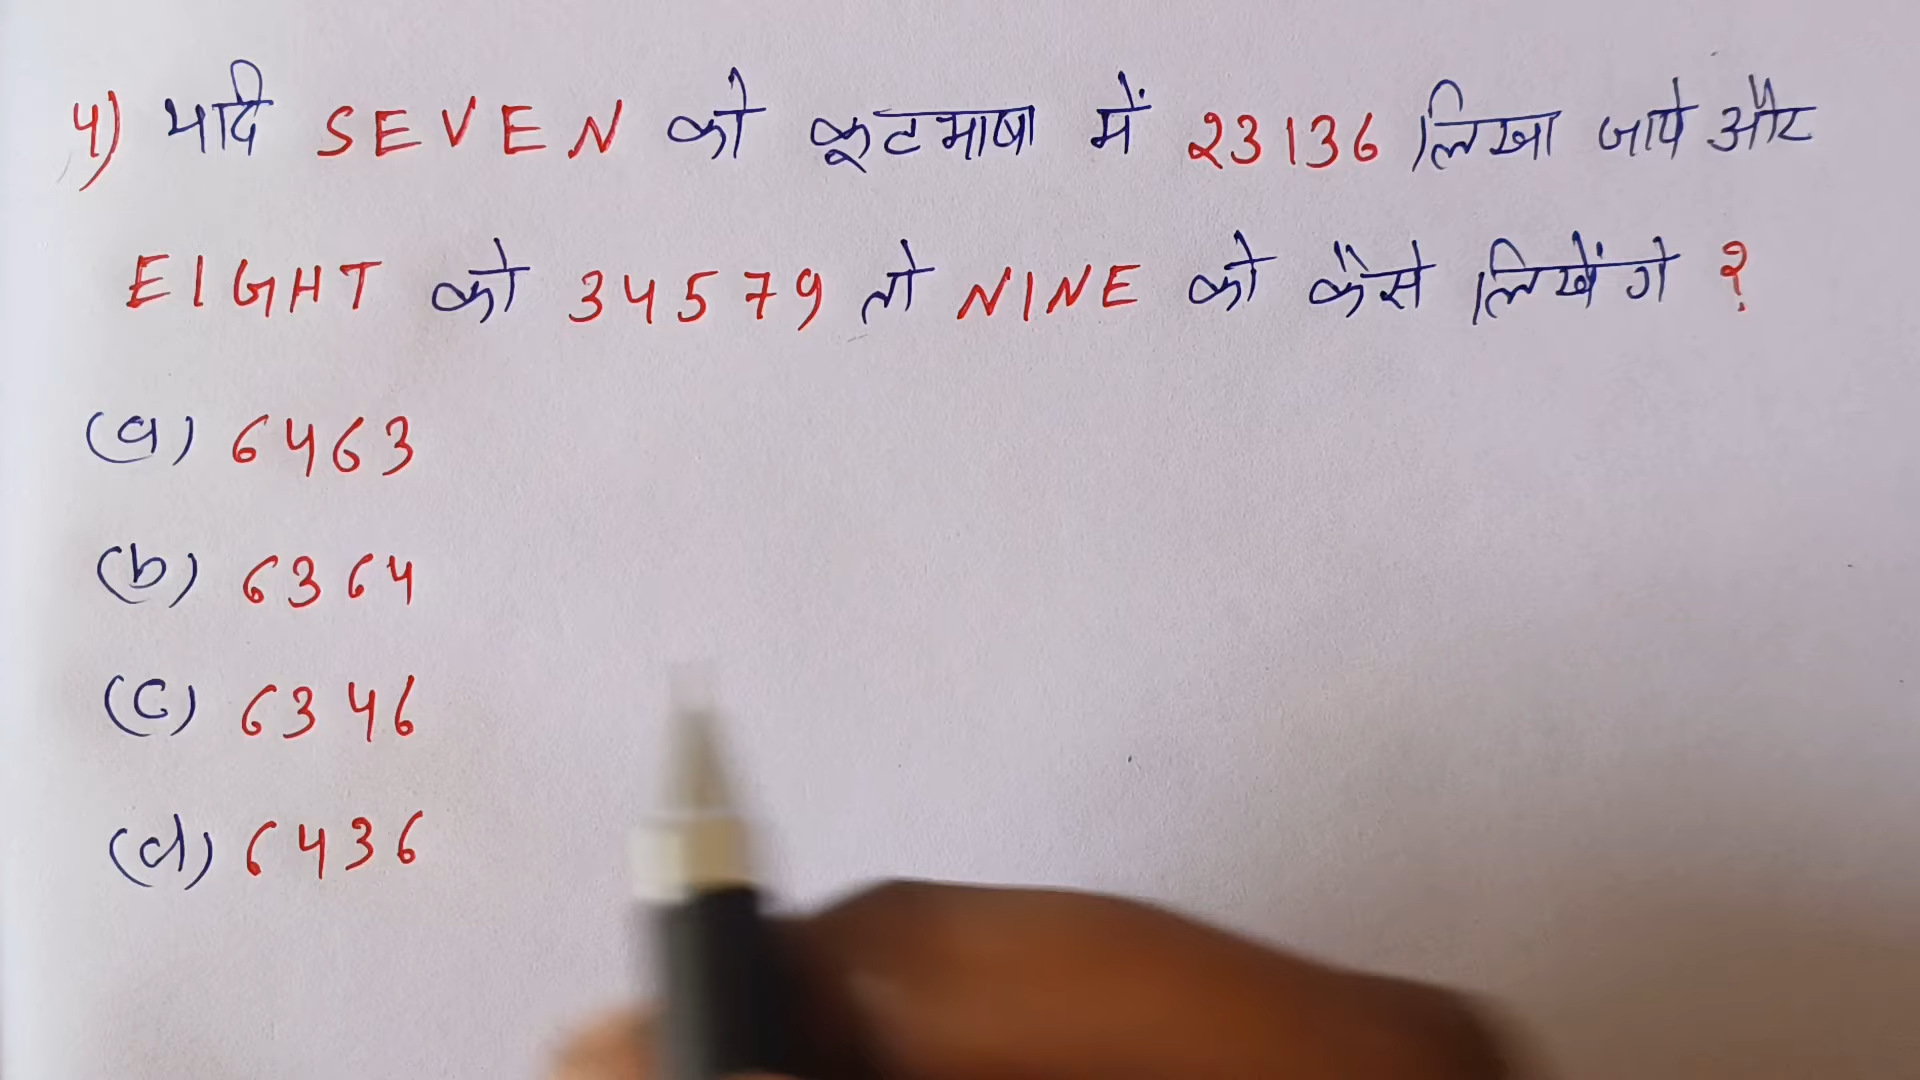 4) यदि SEVEN को कूटभाषा में 23136 लिखा जाये और
EIGHT को 34579 तो NINE को कैसे लिखेंगे ?
(a) 6463
(b) 6364
(c) 6346
(d) 6436